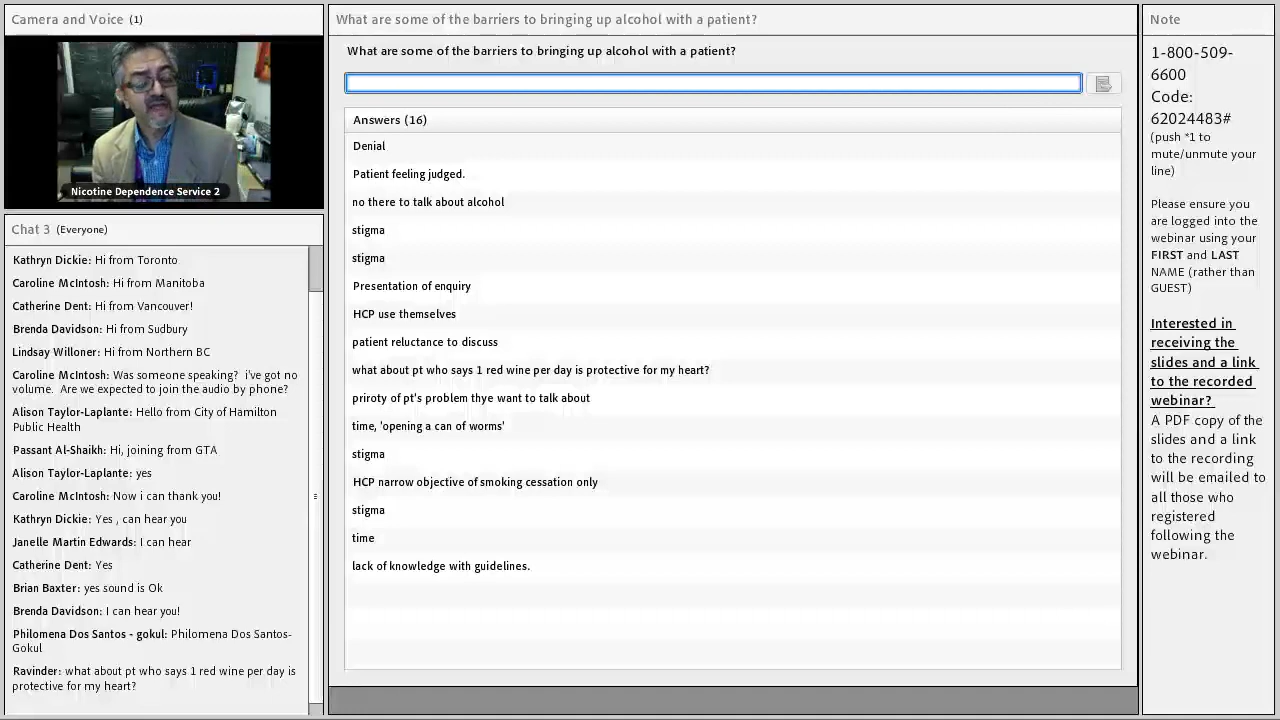 Camera and Voice (1)
Nicotine Dependence Service 2
Chat 3 (Everyone)
Kathryn Dickie: Hi from Toronto
Caroline McIntosh: Hi from Manitoba
Catherine Dent: Hi from Vancouver!
Brenda Davidson: Hi from Sudbury
Lindsay Willoner: Hi from Northern BC
Caroline McIntosh: Was someone speaking? i've got no
volume. Are we expected to join the audio by phone?
Alison Taylor-Laplante: Hello from City of Hamilton
Public Health
Passant Al-Shaikh: Hi, joining from GTA
Alison Taylor-Laplante: yes
Caroline McIntosh: Now i can thank you!
Kathryn Dickie: Yes , can hear you
Janelle Martin Edwards: I can hear
Catherine Dent: Yes
Brian Baxter: yes sound is Ok
Brenda Davidson: I can hear you!
Philomena Dos Santos - gokul: Philomena Dos Santos-
Gokul
Ravinder: what about pt who says 1 red wine per day is
protective for my heart?
What are some of the barriers to bringing up alcohol with a patient?
What are some of the barriers to bringing up alcohol with a patient?
Answers (16)
Denial
Patient feeling judged.
no there to talk about alcohol
stigma
stigma
Presentation of enquiry
HCP use themselves
patient reluctance to discuss
what about pt who says 1 red wine per day is protective for my heart?
priroty of pt's problem thye want to talk about
time, 'opening a can of worms'
stigma
HCP narrow objective of smoking cessation only
stigma
time
lack of knowledge with guidelines.
Note
1-800-509-
6600
Code:
62024483#
(push *1 to
mute/unmute your
line)
Please ensure you
are logged into the
webinar using your
FIRST and LAST
NAME (rather than
GUEST)
Interested in
receiving the
slides and a link
to the recorded
webinar?
A PDF copy of the
slides and a link
to the recording
will be emailed to
all those who
registered
following the
webinar.